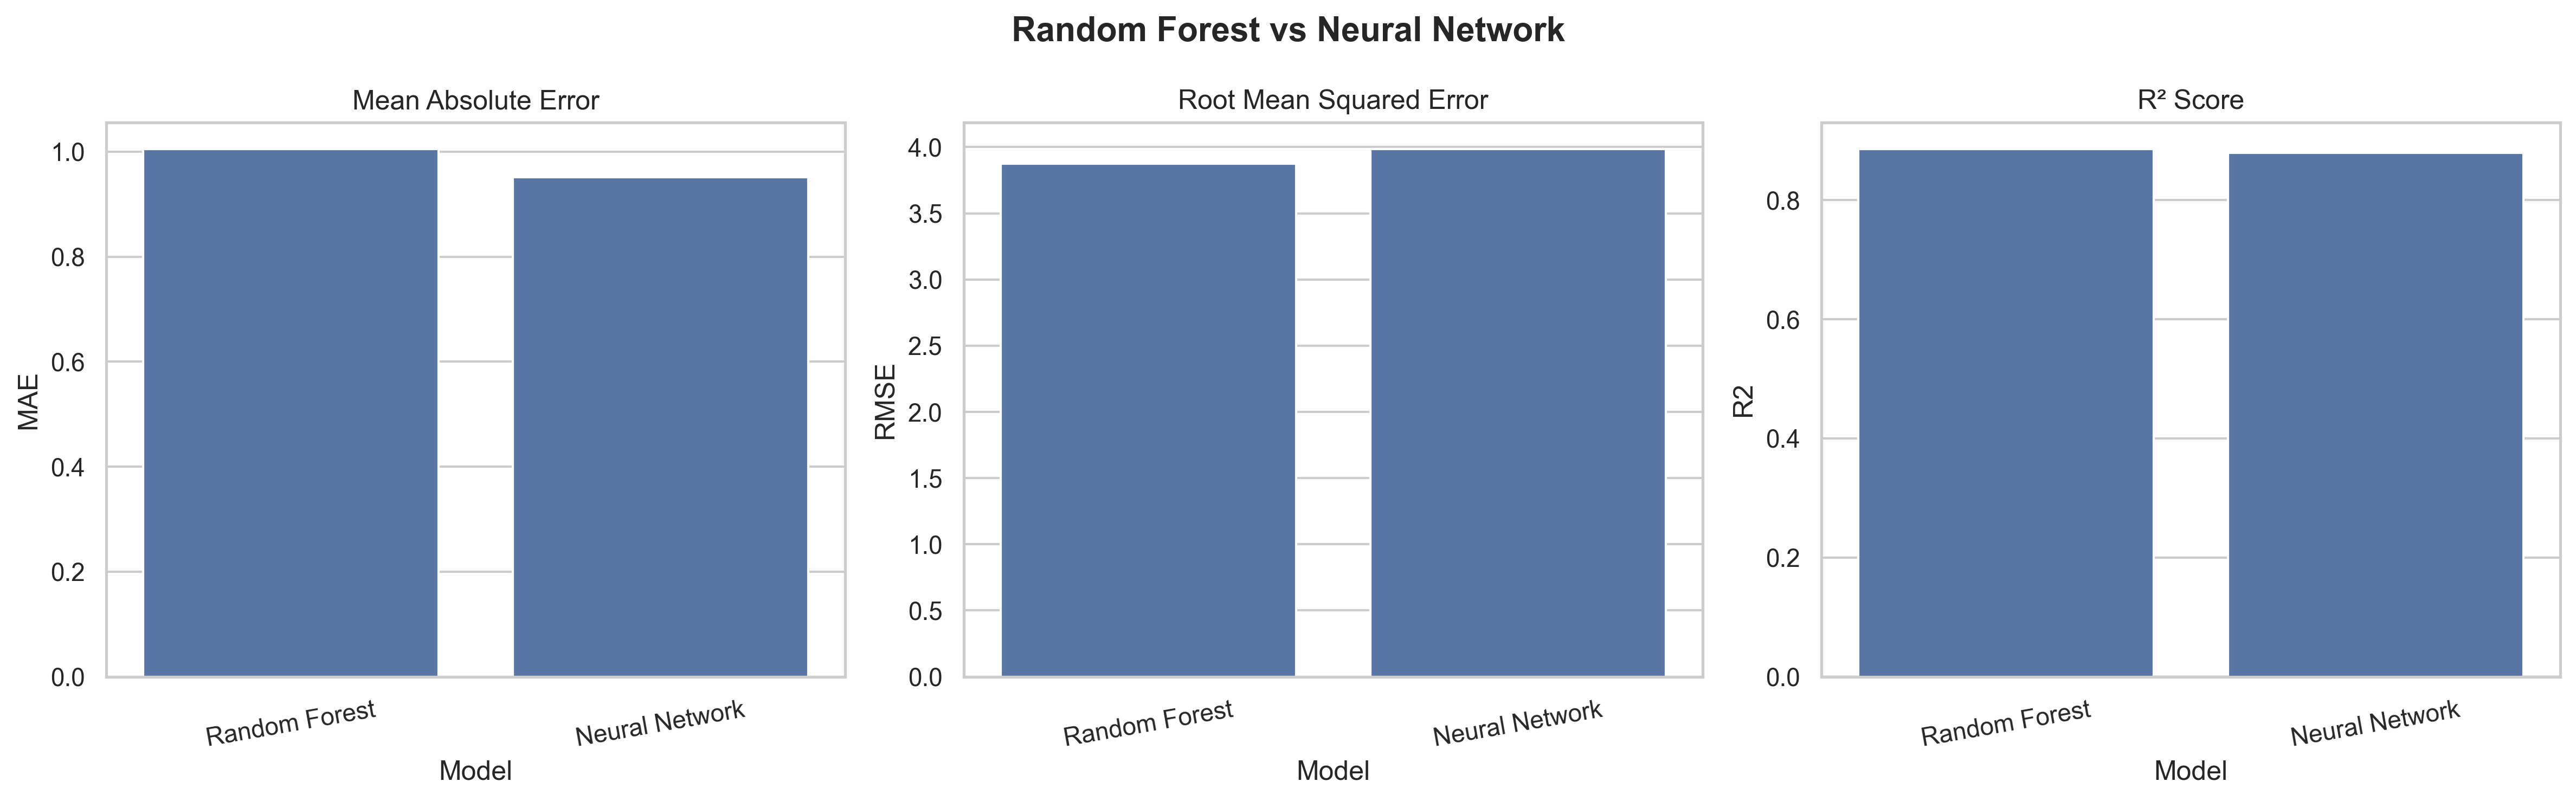 Random Forest vs Neural Network
Mean Absolute Error
MAE
1.0
0.8
0.6
0.4
0.2
0.0
Random Forest
Neural Network
Model
Root Mean Squared Error
RMSE
4.0
3.5
3.0
2.5
2.0
1.5
1.0
0.5
0.0
Random Forest
Neural Network
Model
R² Score
R2
0.8
0.6
0.4
0.2
0.0
Random Forest
Neural Network
Model